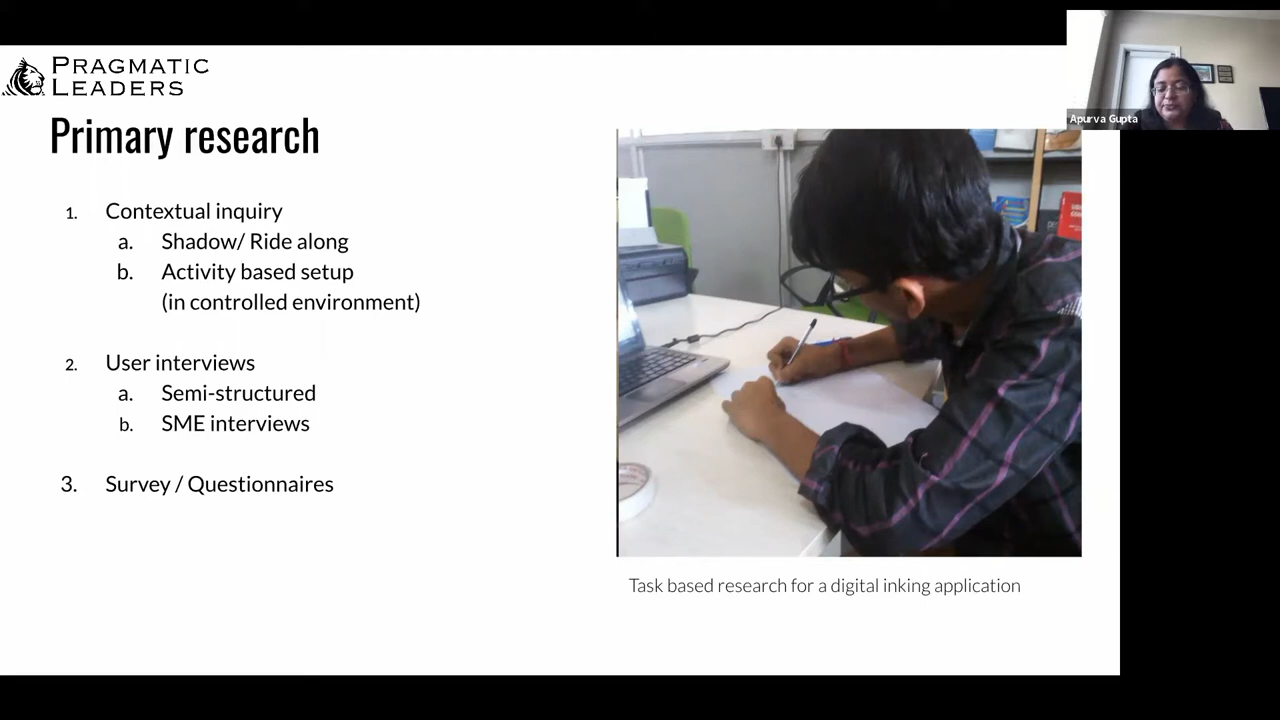 PRAGMATIC
LEADERS
Primary research
1. Contextual inquiry
a. Shadow/ Ride along
b. Activity based setup
(in controlled environment)
2. User interviews
a. Semi-structured
b. SME interviews
3. Survey / Questionnaires
Task based research for a digital inking application
Apurva Gupta